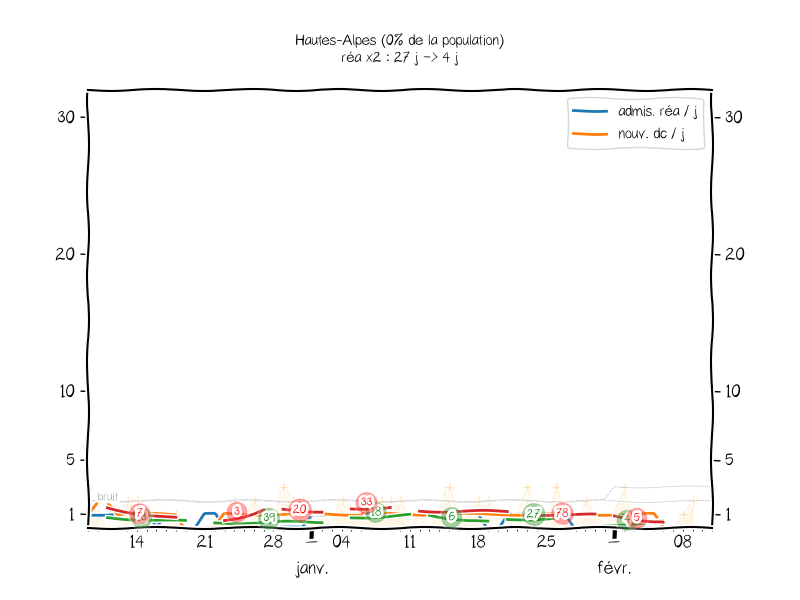 Hautes-Alpes (0% de la population)
réa x2 : 27 j -> 4 j
admis. réa / j
nouv. dc / j
30 30
20 20
10 10
5 5
1 1
bruit
7 3 39 20 33 18 6 27 78 5
14 21 28 04 11 18 25 08
janv. févr.